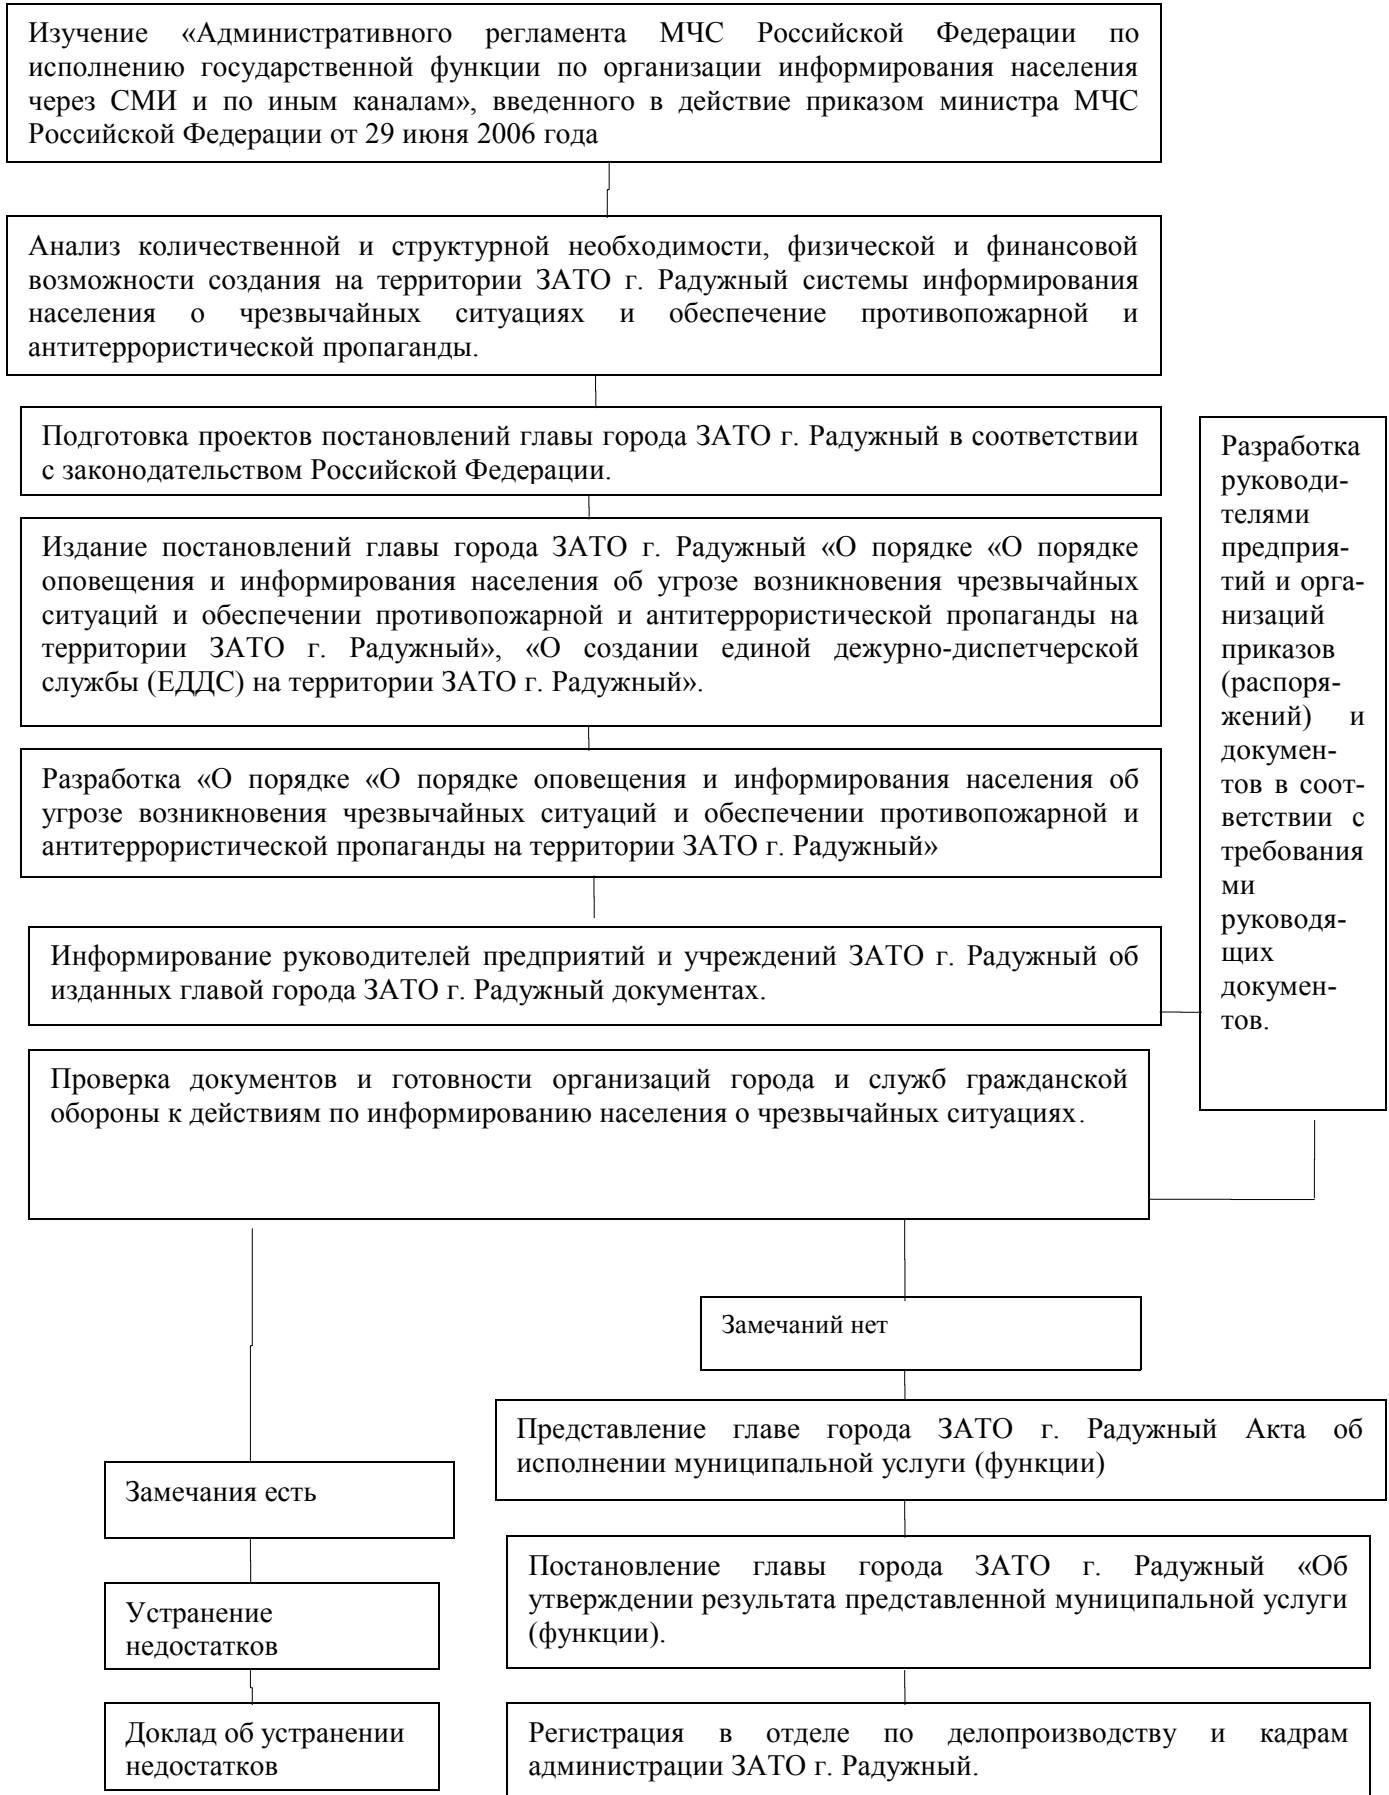 Изучение «Административного регламента МЧС Российской Федерации по
исполнению государственной функции по организации информирования населения
через СМИ и по иным каналам», введенного в действие приказом министра МЧС
Российской Федерации от 29 июня 2006 года
Анализ количественной и структурной необходимости, физической и финансовой
возможности создания на территории ЗАТО г. Радужный системы информирования
населения о чрезвычайных ситуациях и обеспечение противопожарной и
антитеррористической пропаганды.
Подготовка проектов постановлений главы города ЗАТО г. Радужный в соответствии
с законодательством Российской Федерации.
Издание постановлений главы города ЗАТО г. Радужный «О порядке «О порядке
оповещения и информирования населения об угрозе возникновения чрезвычайных
ситуаций и обеспечении противопожарной и антитеррористической пропаганды на
территории ЗАТО г. Радужный», «О создании единой дежурно-диспетчерской
службы (ЕДДС) на территории ЗАТО г. Радужный».
Разработка «О порядке «О порядке оповещения и информирования населения об
угрозе возникновения чрезвычайных ситуаций и обеспечении противопожарной и
антитеррористической пропаганды на территории ЗАТО г. Радужный»
Информирование руководителей предприятий и учреждений ЗАТО г. Радужный об
изданных главой города ЗАТО г. Радужный документах.
Разработка
руководи-
телями
предприя-
тий и орга-
низаций
приказов
(распоря-
жений) и
докумен-
тов в соот-
ветствии с
требования
ми
руководя-
щих
докумен-
тов.
Проверка документов и готовности организаций города и служб гражданской
обороны к действиям по информированию населения о чрезвычайных ситуациях.
Замечаний нет
Представление главе города ЗАТО г. Радужный Акта об
исполнении муниципальной услуги (функции)
Замечания есть
Постановление главы города ЗАТО г. Радужный «Об
утверждении результата представленной муниципальной услуги
(функции).
Устранение
недостатков
Доклад об устранении
недостатков
Регистрация в отделе по делопроизводству и кадрам
администрации ЗАТО г. Радужный.